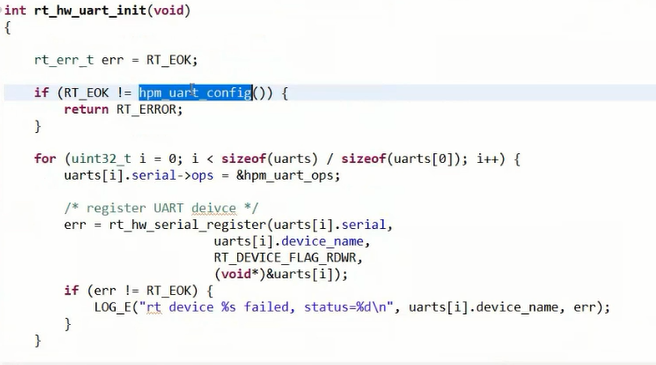 int rt_hw_uart_init(void)
{
    rt_err_t err = RT_EOK;
    if (RT_EOK != hpm_uart_config()) {
        return RT_ERROR;
    }
    for (uint32_t i = 0; i < sizeof(uarts) / sizeof(uarts[0]); i++) {
        uarts[i].serial->ops = &hpm_uart_ops;
        /* register UART deivce */
        err = rt_hw_serial_register(uarts[i].serial,
                            uarts[i].device_name,
                            RT_DEVICE_FLAG_RDWR,
                            (void*)&uarts[i]);
        if (err != RT_EOK) {
            LOG_E("rt device %s failed, status=%d\n", uarts[i].device_name, err);
        }
    }